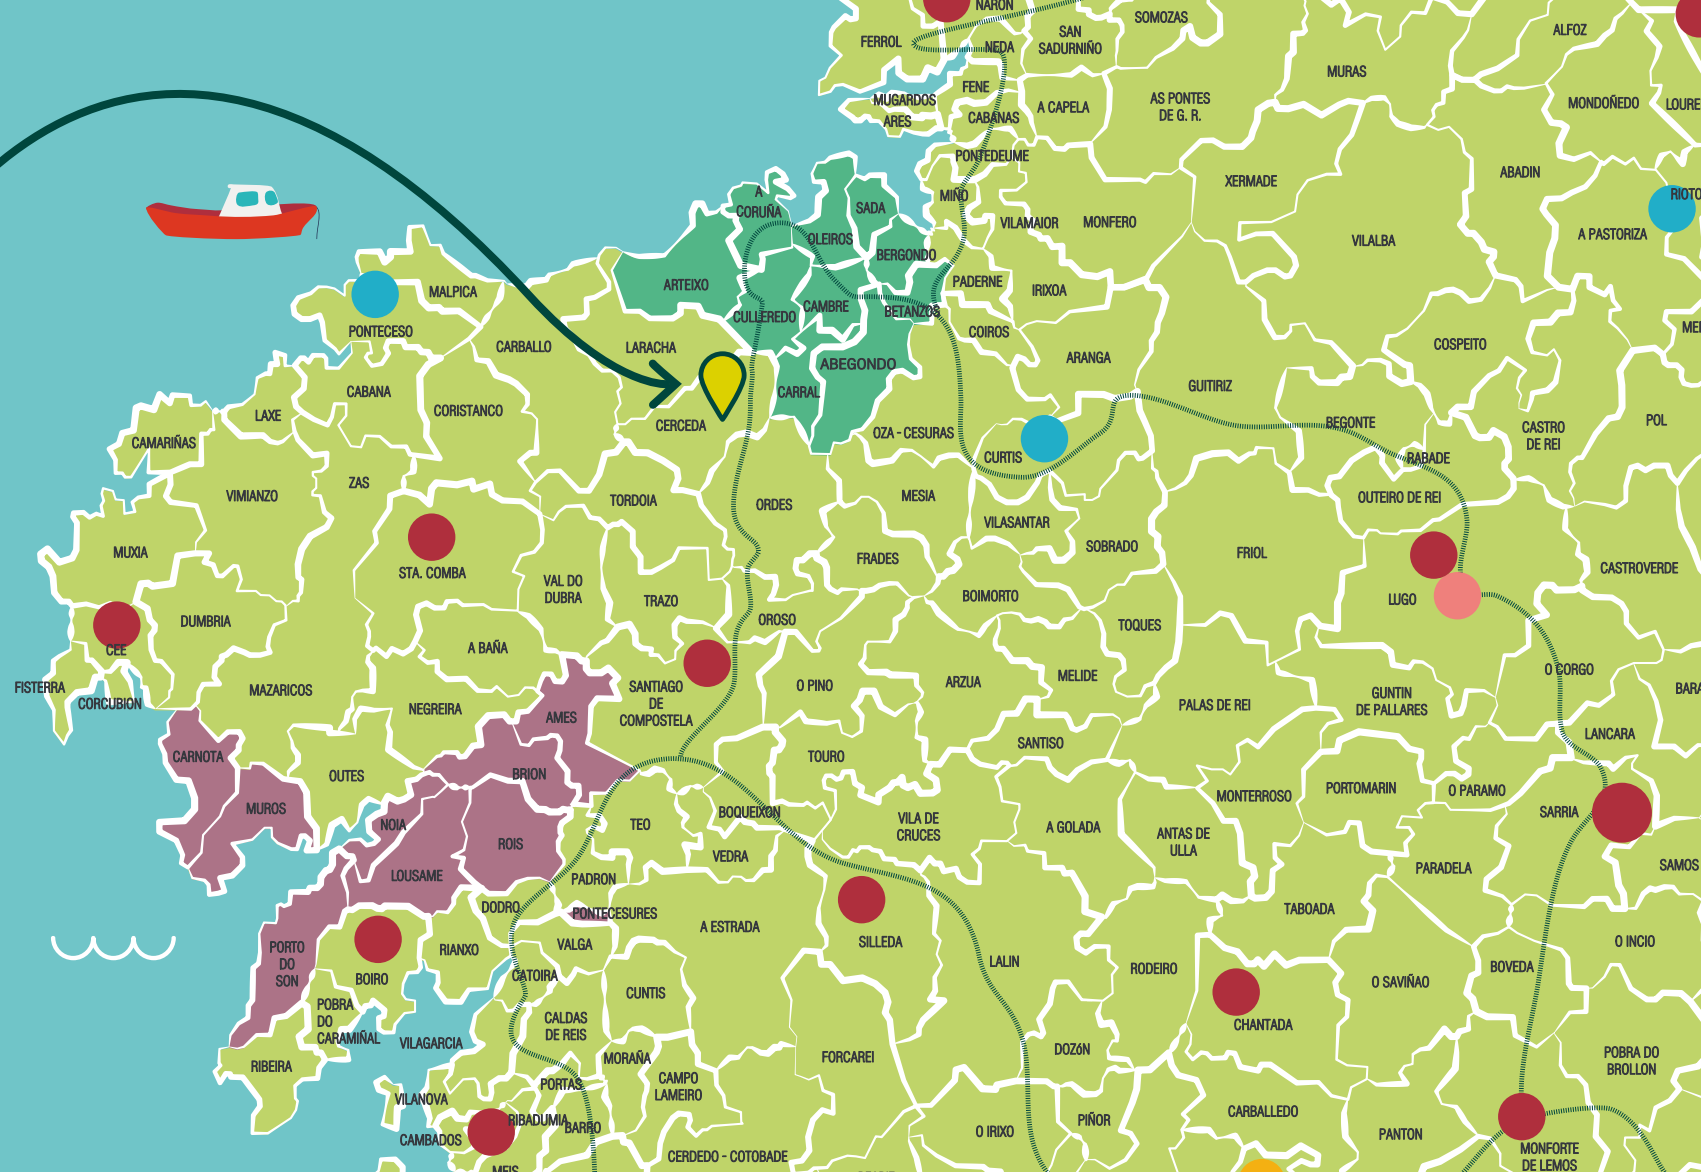 NARON
SOMOZAS
FERROL
NEDA
SAN
SADURNIÑO
ALFOZ
MURAS
FENE
MUGARDOS
ARES
CABANAS
A CAPELA
AS PONTES
DE G. R.
MONDOÑEDO
LOURE
PONTEDEUME
ABADIN
XERMADE
A
CORUÑA
SADA
MIÑO
RIOTO
VILAMAIOR
MONFERO
OLEIROS
VILALBA
A PASTORIZA
BERGONDO
ARTEIXO
PADERNE
IRIXOA
MALPICA
CAMBRE
BETANZOS
CULLEREDO
PONTECESO
COIROS
CARBALLO
LARACHA
COSPEITO
MEI
ARANGA
ABEGONDO
GUITIRIZ
CABANA
CARRAL
LAXE
CORISTANCO
CERCEDA
OZA - CESURAS
BEGONTE
POL
CASTRO
DE REI
CAMARIÑAS
CURTIS
RABADE
ZAS
VIMIANZO
TORDOIA
ORDES
MESIA
OUTEIRO DE REI
VILASANTAR
MUXIA
SOBRADO
FRIOL
FRADES
STA. COMBA
CASTROVERDE
VAL DO
DUBRA
TRAZO
BOIMORTO
LUGO
DUMBRIA
OROSO
TOQUES
CEE
A BAÑA
O CORGO
FISTERRA
MAZARICOS
SANTIAGO
DE
COMPOSTELA
O PINO
ARZUA
MELIDE
BARA
CORCUBION
NEGREIRA
AMES
PALAS DE REI
GUNTIN
DE PALLARES
LANCARA
SANTISO
CARNOTA
TOURO
OUTES
BRION
PORTOMARIN
O PARAMO
MONTERROSO
MUROS
NOIA
TEO
BOQUEIXON
VILA DE
CRUCES
A GOLADA
ANTAS DE
ULLA
SARRIA
ROIS
VEDRA
PARADELA
SAMOS
LOUSAME
PADRON
DODRO
PONTECESURES
TABOADA
A ESTRADA
SILLEDA
O INCIO
PORTO
DO
SON
RIANXO
VALGA
LALIN
RODEIRO
BOVEDA
BOIRO
CATOIRA
O SAVIÑAO
CUNTIS
POBRA
DO
CARAMIÑAL
CALDAS
DE REIS
CHANTADA
VILAGARCIA
DOZóN
RIBEIRA
MORAÑA
FORCAREI
POBRA DO
BROLLON
PORTAS
CAMPO
LAMEIRO
VILANOVA
CARBALLEDO
RIBADUMIA
BARRO
PIÑOR
O IRIXO
PANTON
CAMBADOS
CERDEDO - COTOBADE
MONFORTE
DE LEMOS
MEIS